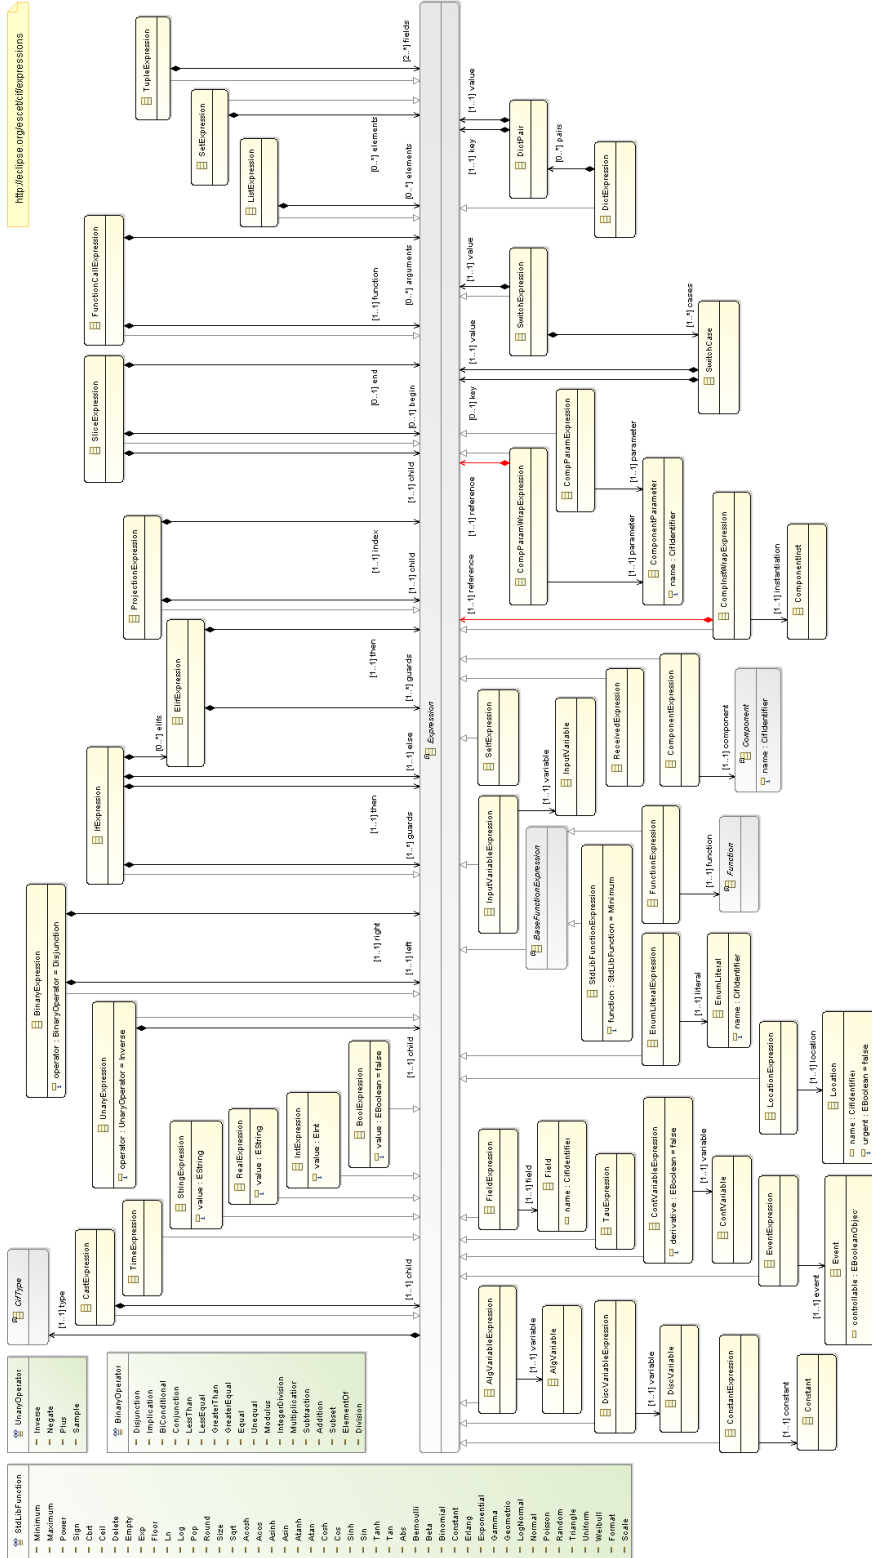 http://eclipse.org/escet/cif/expressions
TupleExpression
[2..*] fields
SetExpression
[0..*] elements
ListExpression
[0..*] elements
FunctionCallExpression
[0..*] arguments
[1..1] function
SliceExpression
[0..1] end
[0..1] begin
[1..1] child
ProjectionExpression
[1..1] index
[1..1] child
ElifExpression
[1..1] then
[1..*] guards
[0..*] elifs
IfExpression
[1..1] else
[1..1] then
[1..*] guards
BinaryExpression
operator : BinaryOperator = Disjunction
[1..1] right
[1..1] left
UnaryExpression
operator : UnaryOperator = Inverse
[1..1] child
BoolExpression
value : EBoolean = false
IntExpression
value : EInt
RealExpression
value : EString
StringExpression
value : EString
TimeExpression
CastExpression
[1..1] child
CifType
[1..1] type
Expression
[1..1] value
[1..1] key
DictPair
[0..*] pairs
DictExpression
[1..1] value
SwitchExpression
[1..*] cases
SwitchCase
[1..1] value
[0..1] key
CompParamExpression
[1..1] parameter
CompParamWrapExpression
[1..1] reference
[1..1] parameter
ComponentParameter
name : CifIdentifier
[1..1] reference
CompInstWrapExpression
[1..1] instantiation
ComponentInst
SelfExpression
ReceivedExpression
ComponentExpression
[1..1] component
Component
name : CifIdentifier
InputVariableExpression
[1..1] variable
InputVariable
BaseFunctionExpression
StdLibFunctionExpression
function : StdLibFunction = Minimum
FunctionExpression
[1..1] function
Function
EnumLiteralExpression
[1..1] literal
EnumLiteral
name : CifIdentifier
LocationExpression
[1..1] location
Location
name : CifIdentifier
urgent : EBoolean = false
FieldExpression
[1..1] field
Field
name : CifIdentifier
TauExpression
ContVariableExpression
derivative : EBoolean = false
[1..1] variable
ContVariable
EventExpression
[1..1] event
Event
controllable : EBooleanObjec
AlgVariableExpression
[1..1] variable
AlgVariable
DiscVariableExpression
[1..1] variable
DiscVariable
ConstantExpression
[1..1] constant
Constant
UnaryOperator
Inverse
Negate
Plus
Sample
BinaryOperator
Disjunction
Implication
BiConditional
Conjunction
LessThan
LessEqual
GreaterThan
GreaterEqual
Equal
Unequal
Modulus
IntegerDivision
Multiplication
Subtraction
Addition
Subset
ElementOf
Division
StdLibFunction
Minimum
Maximum
Power
Sign
Cbrt
Ceil
Delete
Empty
Exp
Floor
Ln
Log
Pop
Round
Size
Sqrt
Acosh
Acos
Asinh
Asin
Atanh
Atan
Cosh
Cos
Sinh
Sin
Tanh
Tan
Abs
Bernoulli
Beta
Binomial
Constant
Erlang
Exponential
Gamma
Geometric
LogNormal
Normal
Poisson
Random
Triangle
Uniform
Weibull
Format
Scale